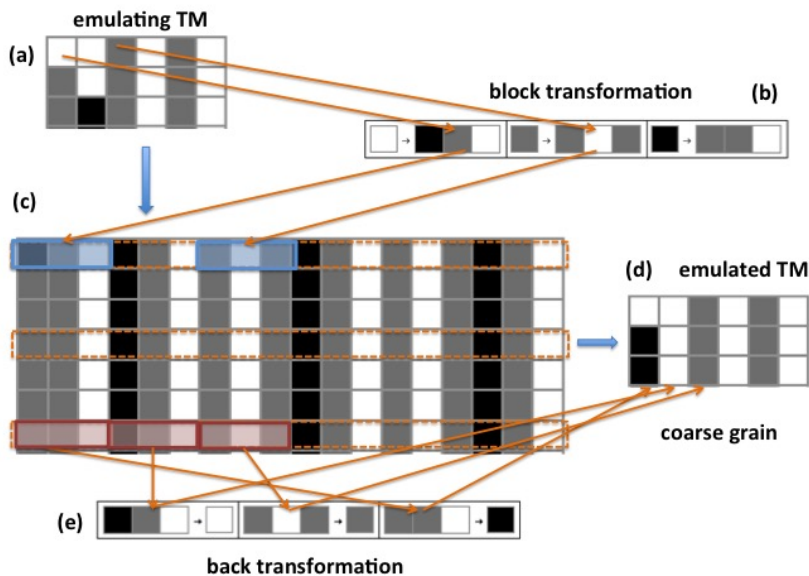 emulating TM
(a)
block transformation
(b)
(c)
(d)
emulated TM
coarse grain
(e)
back transformation